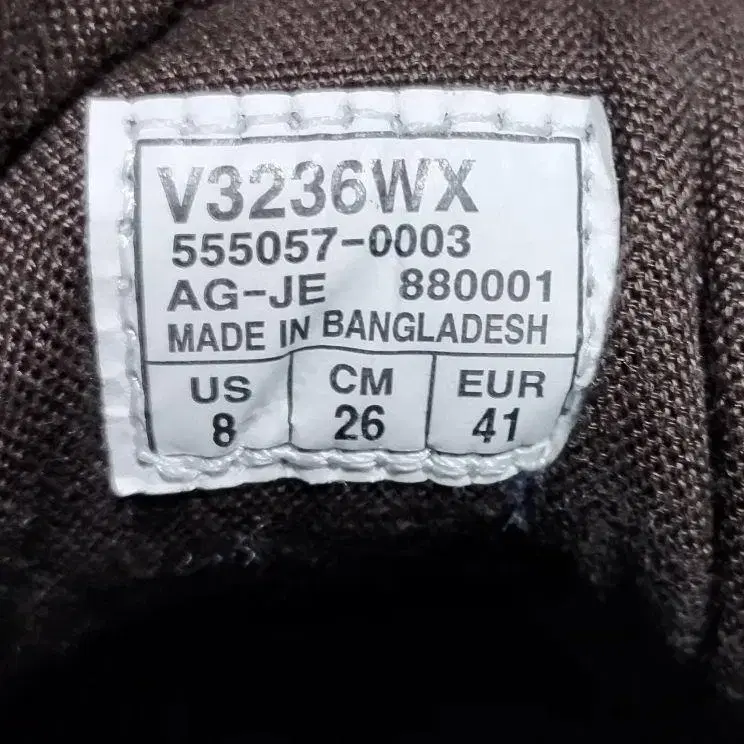 V3236WX
555057-0003
AG-JE 880001
MADE IN BANGLADESH
US CM EUR
8 26 41